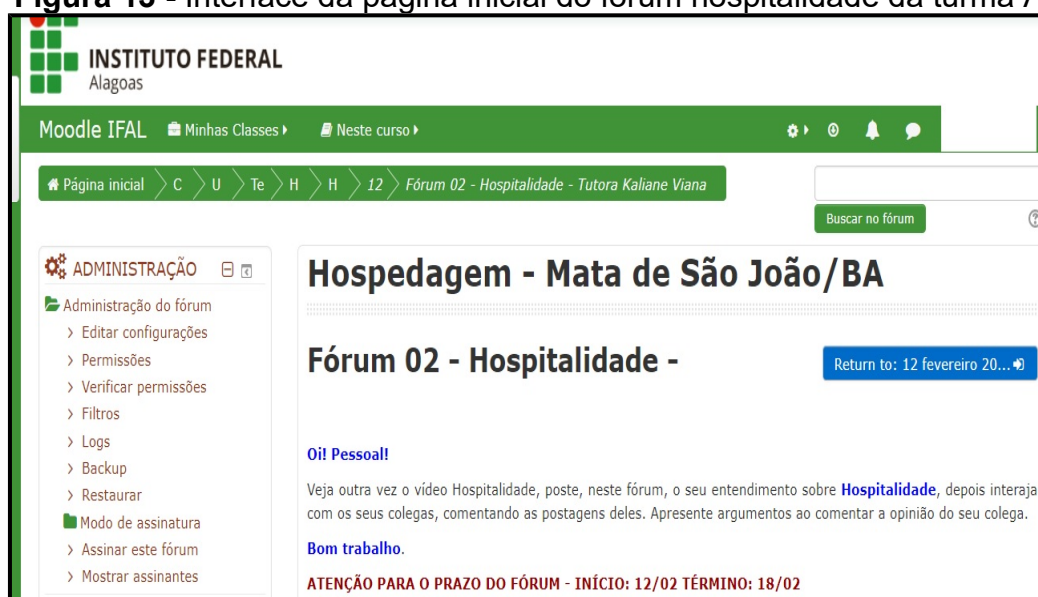 Figura 13 - Interface da página inicial do fórum hospitalidade da turma
INSTITUTO FEDERAL
Alagoas
Moodle IFAL Minhas Classes Neste curso
Página inicial C U Te H H 12 Fórum 02 - Hospitalidade - Tutora Kaliane Viana
Buscar no fórum
ADMINISTRAÇÃO
Administração do fórum
Editar configurações
Permissões
Verificar permissões
Filtros
Logs
Backup
Restaurar
Modo de assinatura
Assinar este fórum
Mostrar assinantes
Hospedagem - Mata de São João/BA
Fórum 02 - Hospitalidade -
Return to: 12 fevereiro 20...
Oi! Pessoal!
Veja outra vez o vídeo Hospitalidade, poste, neste fórum, o seu entendimento sobre Hospitalidade, depois interaja
com os seus colegas, comentando as postagens deles. Apresente argumentos ao comentar a opinião do seu colega.
Bom trabalho.
ATENÇÃO PARA O PRAZO DO FÓRUM - INÍCIO: 12/02 TÉRMINO: 18/02